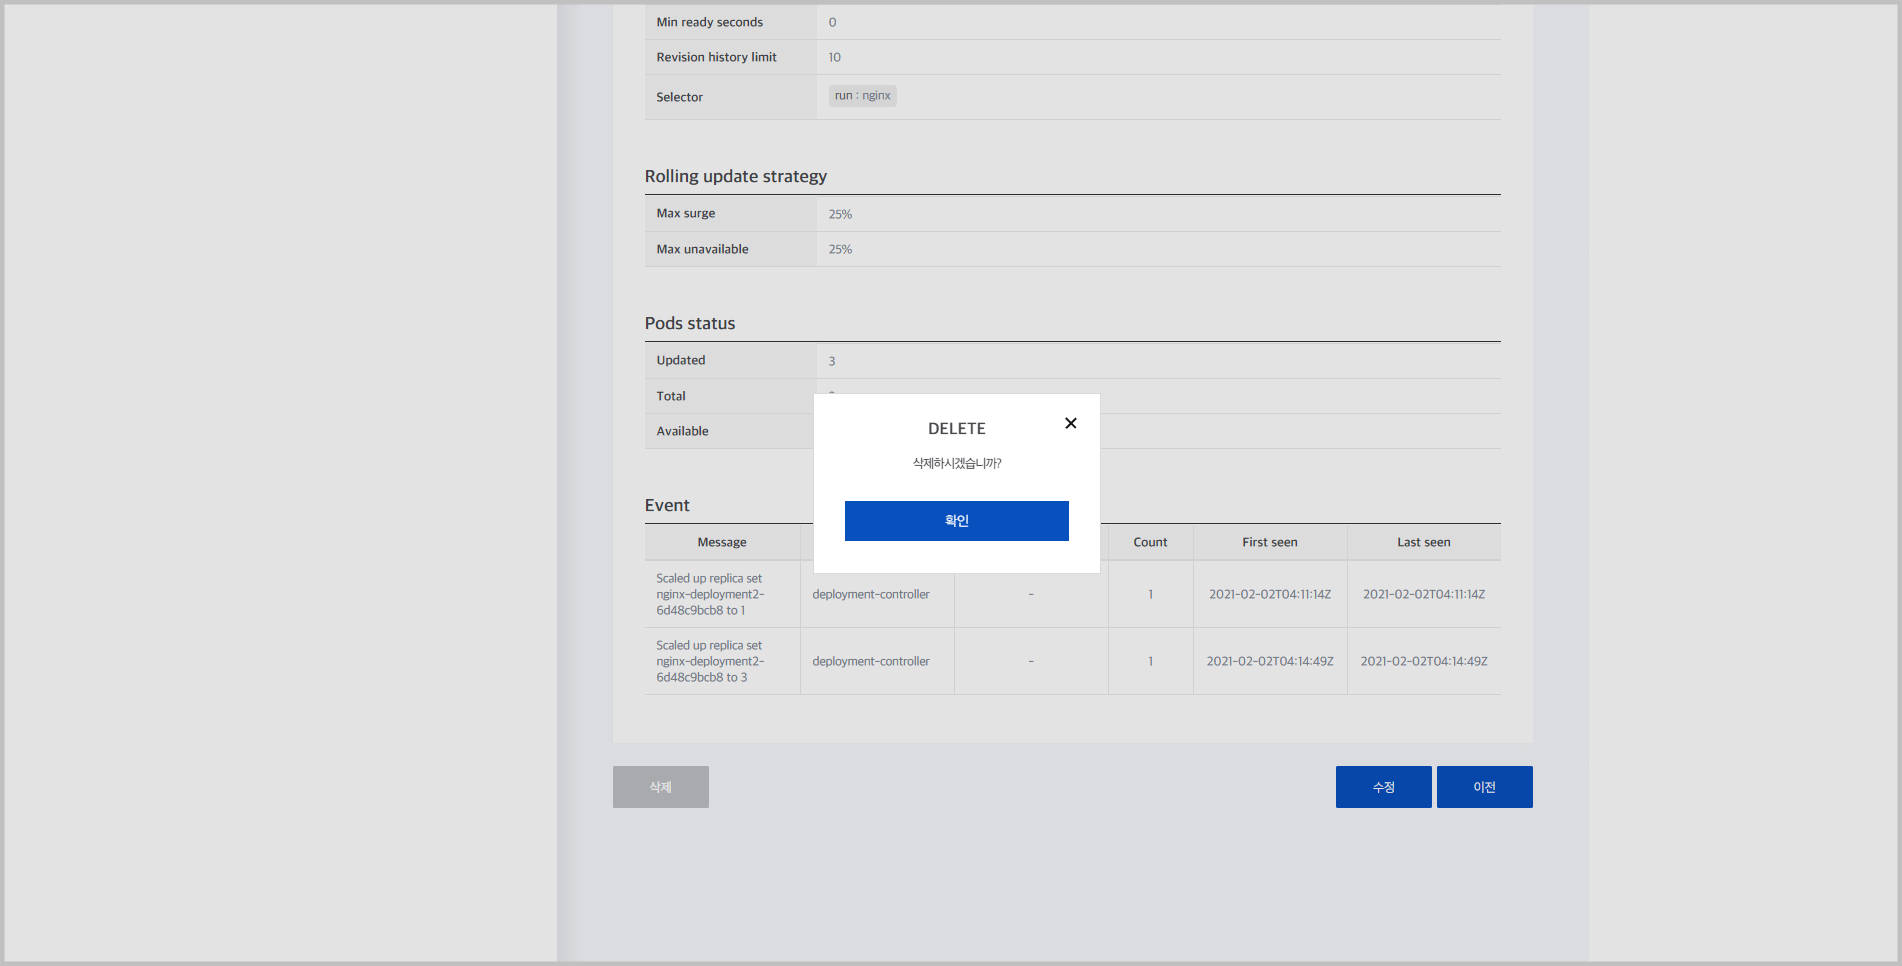 Min ready seconds 0
Revision history limit 10
Selector run : nginx
Rolling update strategy
Max surge 25%
Max unavailable 25%
Pods status
Updated 3
Total
Available
DELETE
삭제하시겠습니까?
확인
Event
Message Count First seen Last seen
Scaled up replica set
nginx-deployment2-
6d48c9bcb8 to 1
deployment-controller - 1 2021-02-02T04:11:14Z 2021-02-02T04:11:14Z
Scaled up replica set
nginx-deployment2-
6d48c9bcb8 to 3
deployment-controller - 1 2021-02-02T04:14:49Z 2021-02-02T04:14:49Z
삭제 수정 이전